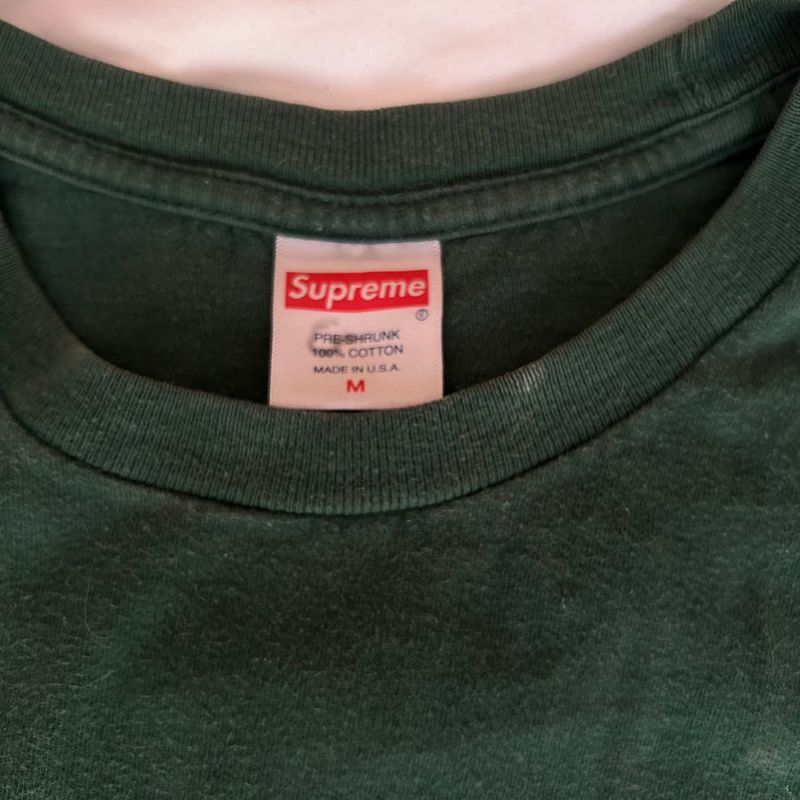 Supreme
®
PRE-SHRUNK
100% COTTON
MADE IN U.S.A.
M